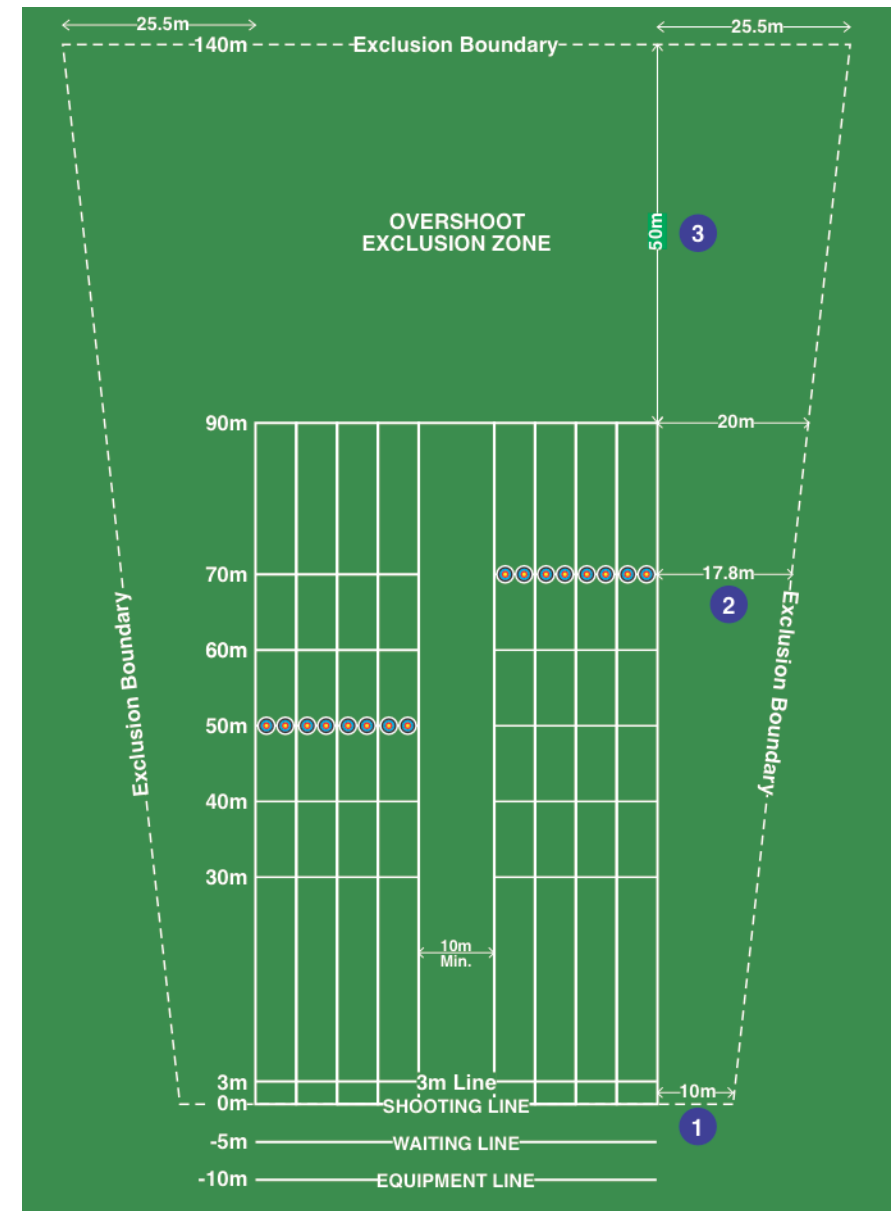 25.5m
25.5m
140m
Exclusion Boundary
OVERSHOOT
EXCLUSION ZONE
50m
3
90m
20m
70m
17.8m
2
Exclusion Boundary
Exclusion Boundary
60m
50m
40m
30m
10m
Min.
3m
3m Line
10m
0m
SHOOTING LINE
1
-5m
WAITING LINE
-10m
EQUIPMENT LINE